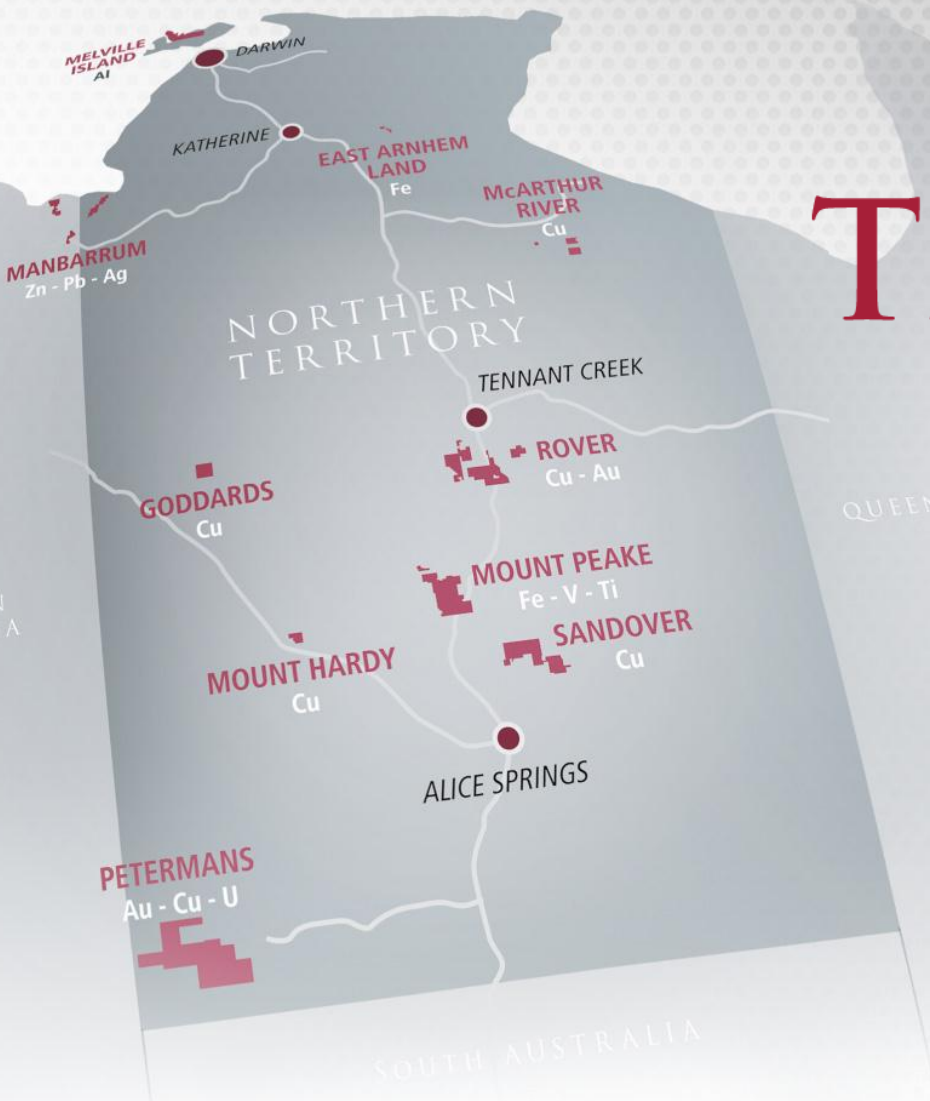 MELVILLE
ISLAND
Al
DARWIN
KATHERINE
EAST ARNHEM
LAND
Fe
McARTHUR
RIVER
Cu
MANBARRUM
Zn - Pb - Ag
T
NORTHERN
TERRITORY
TENNANT CREEK
ROVER
Cu - Au
GODDARDS
Cu
QUEEN
MOUNT PEAKE
Fe - V - Ti
SANDOVER
Cu
N
A
MOUNT HARDY
Cu
ALICE SPRINGS
PETERMANS
Au - Cu - U
SOUTH AUSTRALIA